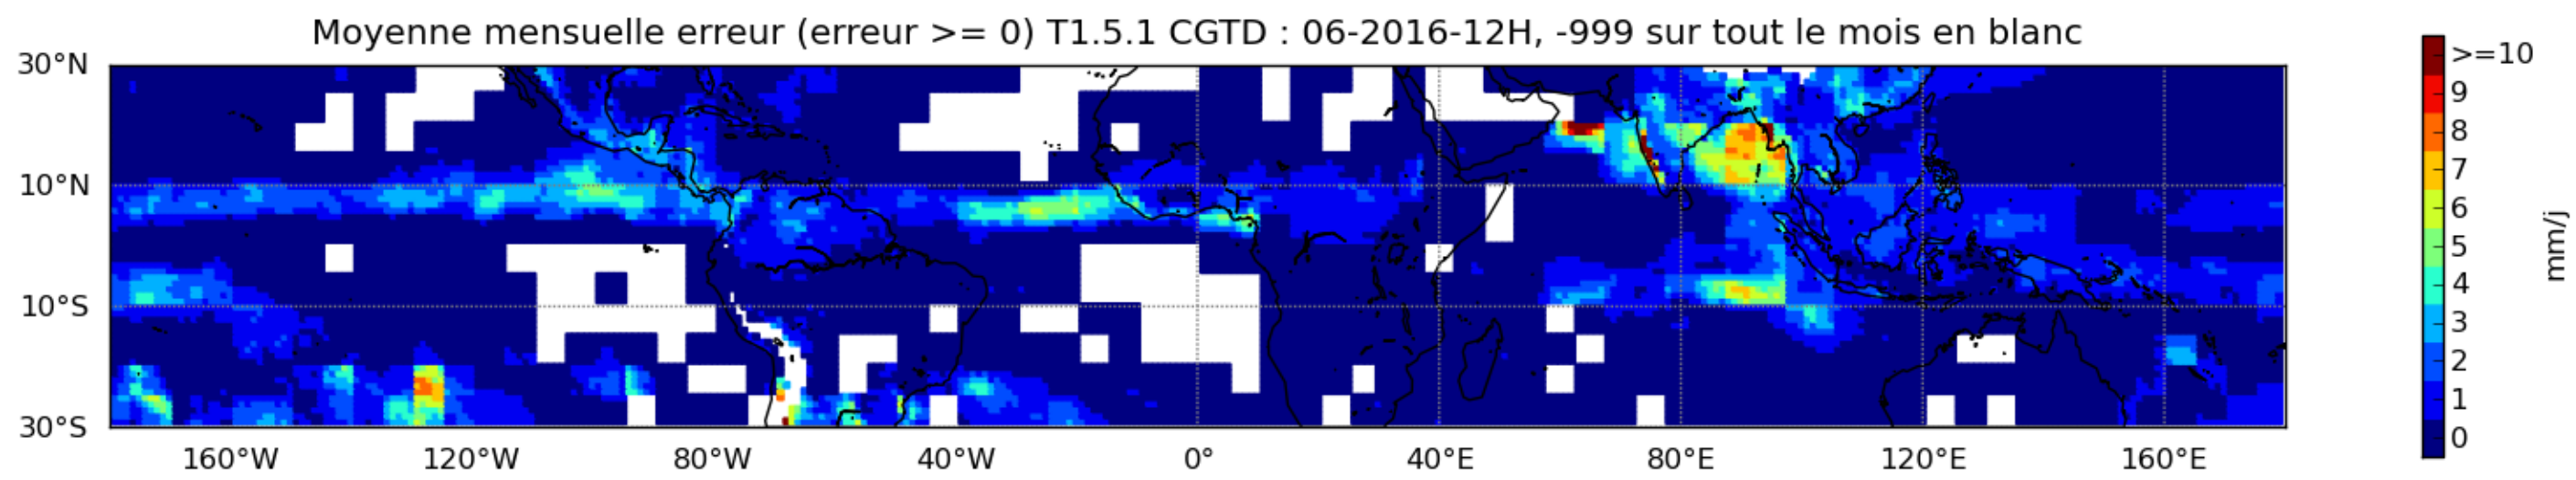 Moyenne mensuelle erreur (erreur >= 0) T1.5.1 CGTD : 06-2016-12H, -999 sur tout le mois en blanc
30°N
10°N
10°S
30°S
160°W 120°W 80°W 40°W 0° 40°E 80°E 120°E 160°E
>=10
9
8
7
6
5
4
3
2
1
0
mm/j